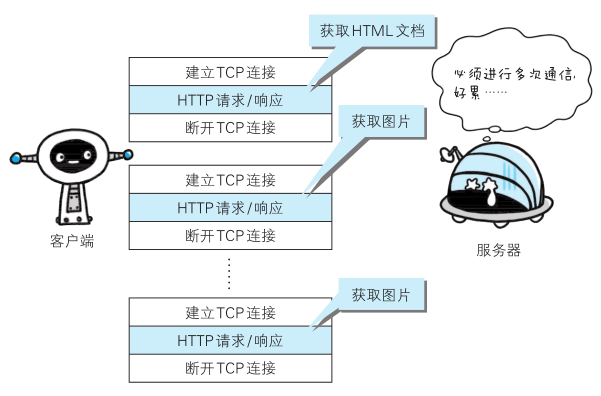 获取HTML文档
建立TCP连接
HTTP请求/响应
断开TCP连接
必须进行多次通信,
好累……
获取图片
建立TCP连接
HTTP请求/响应
断开TCP连接
客户端
服务器
……
获取图片
建立TCP连接
HTTP请求/响应
断开TCP连接